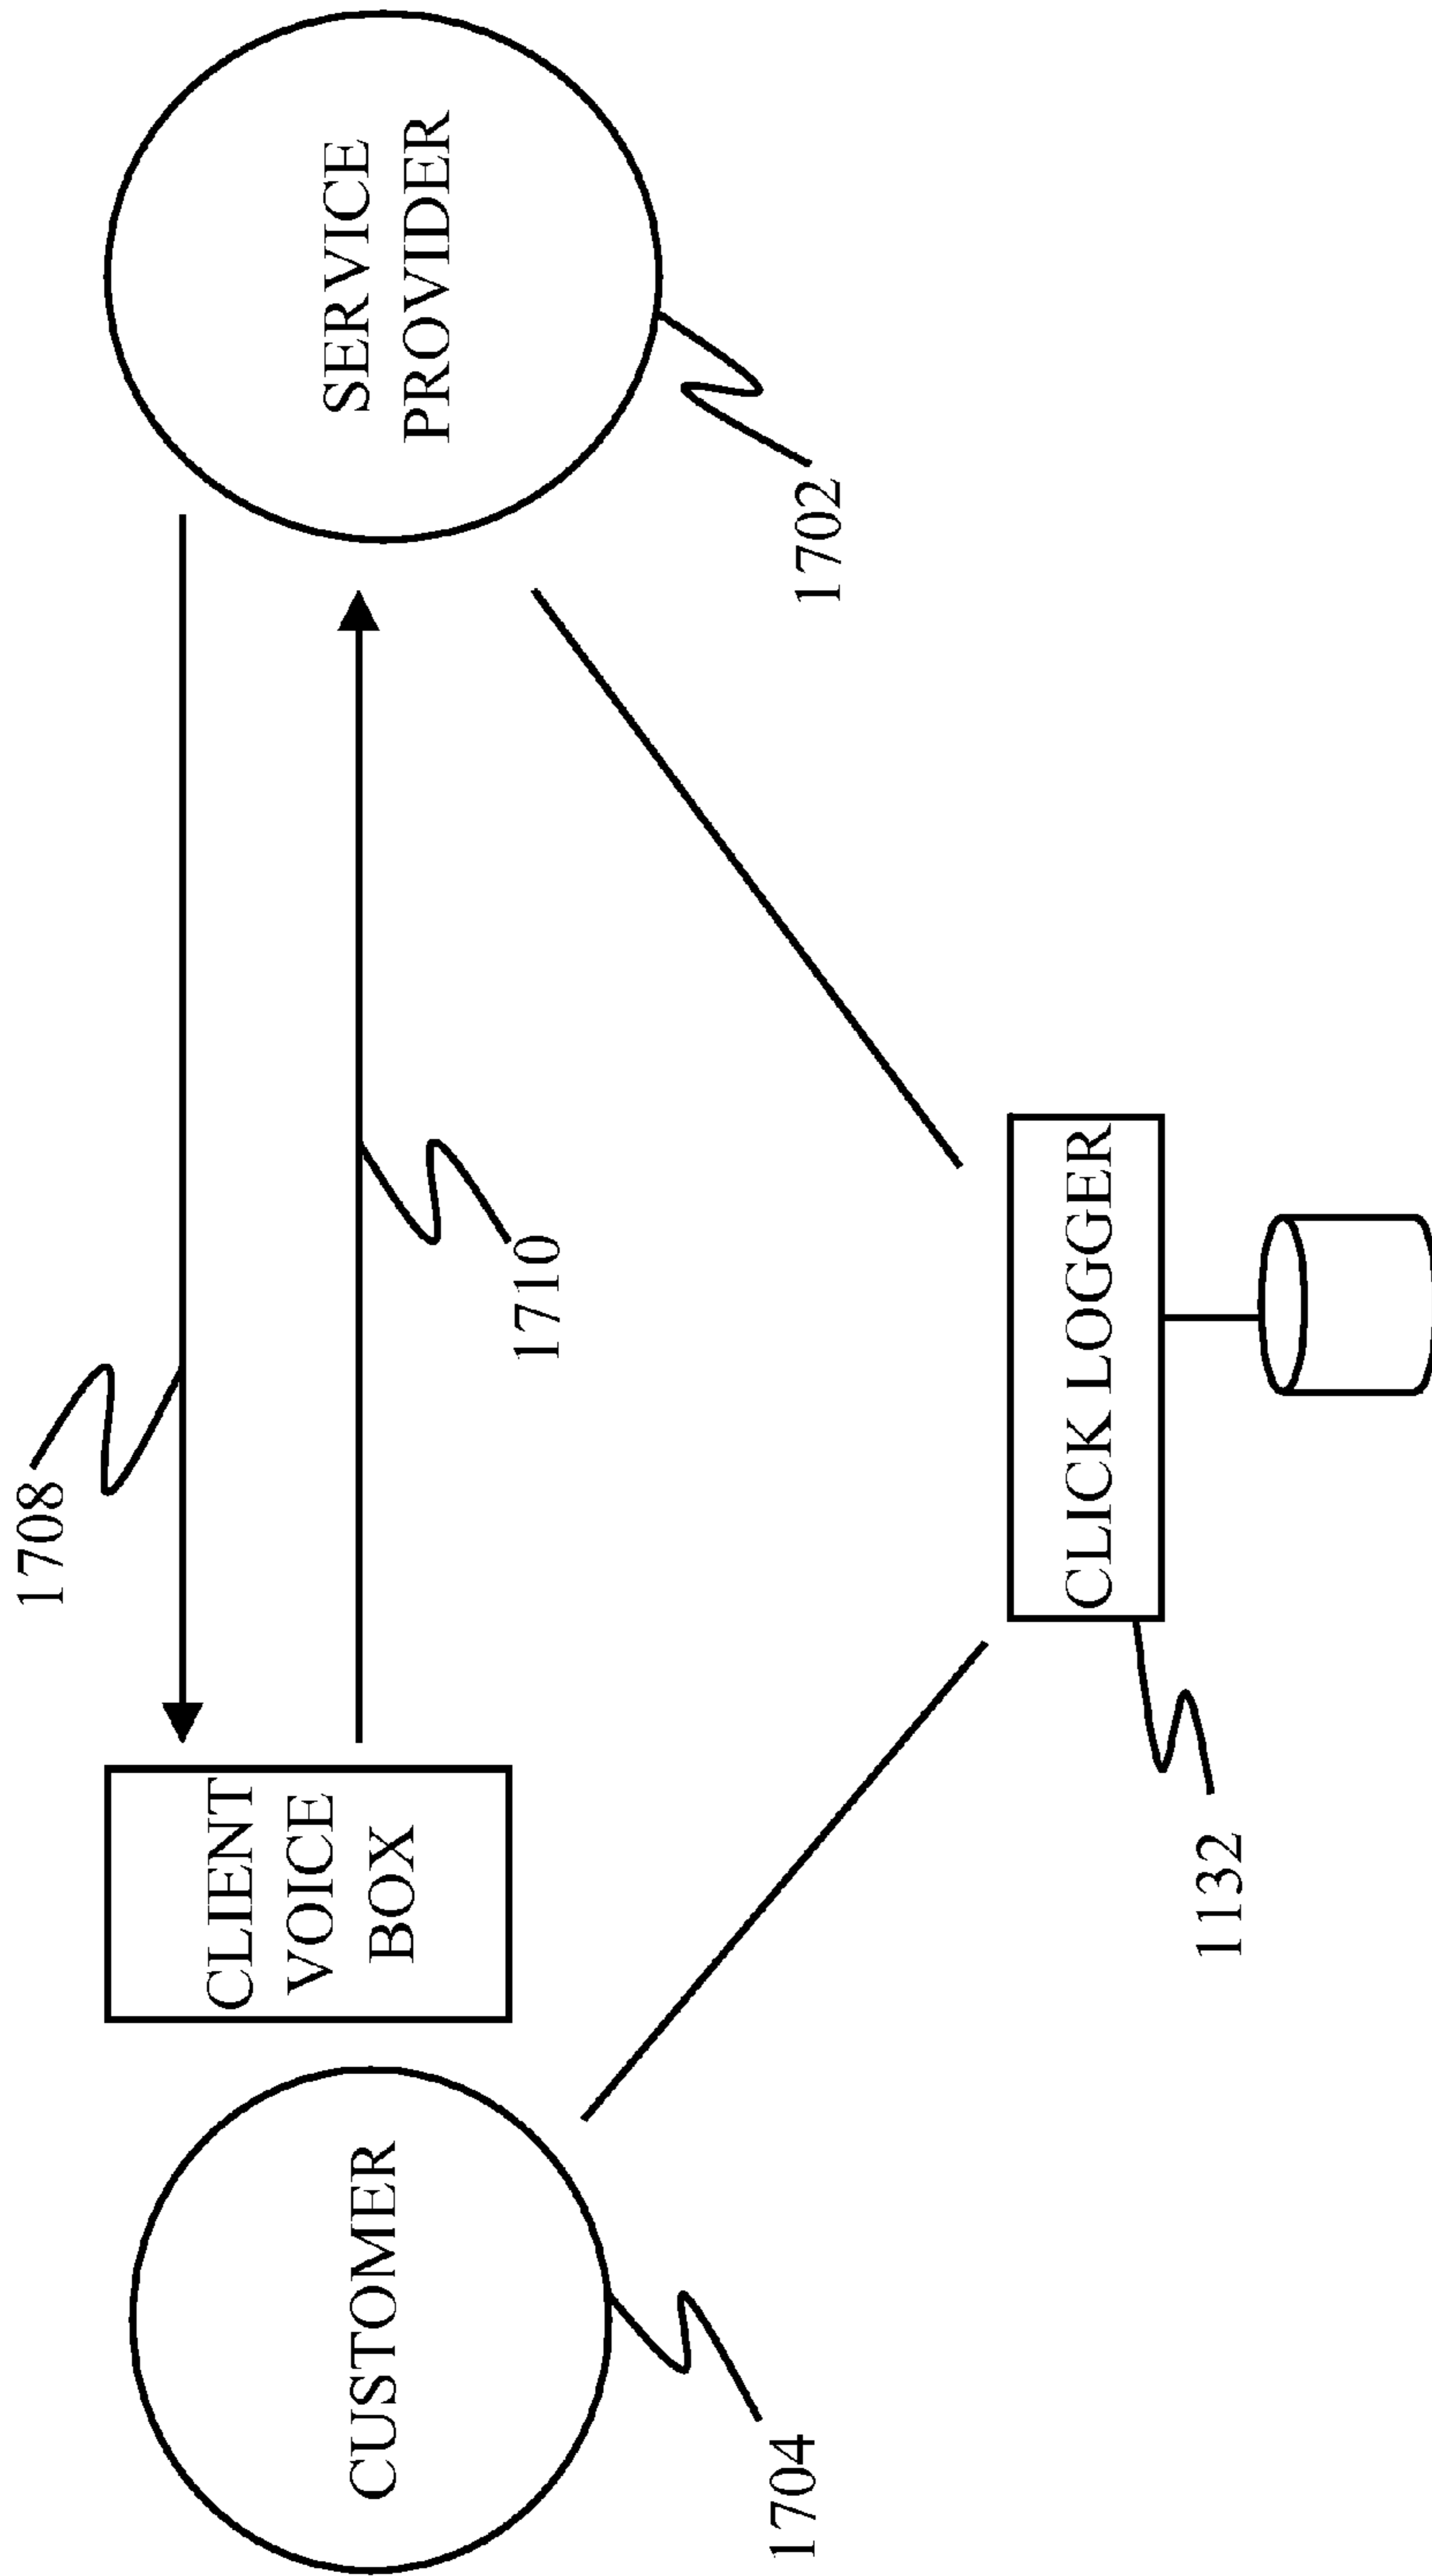 1708
CUSTOMER
CLIENT
VOICE
BOX
SERVICE
PROVIDER
1710
1704
1702
CLICK LOGGER
1132